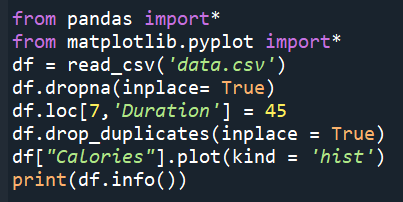 from pandas import*
from matplotlib.pyplot import*
df = read_csv('data.csv')
df.dropna(inplace= True)
df.loc[7,'Duration'] = 45
df.drop_duplicates(inplace = True)
df["Calories"].plot(kind = 'hist')
print(df.info())